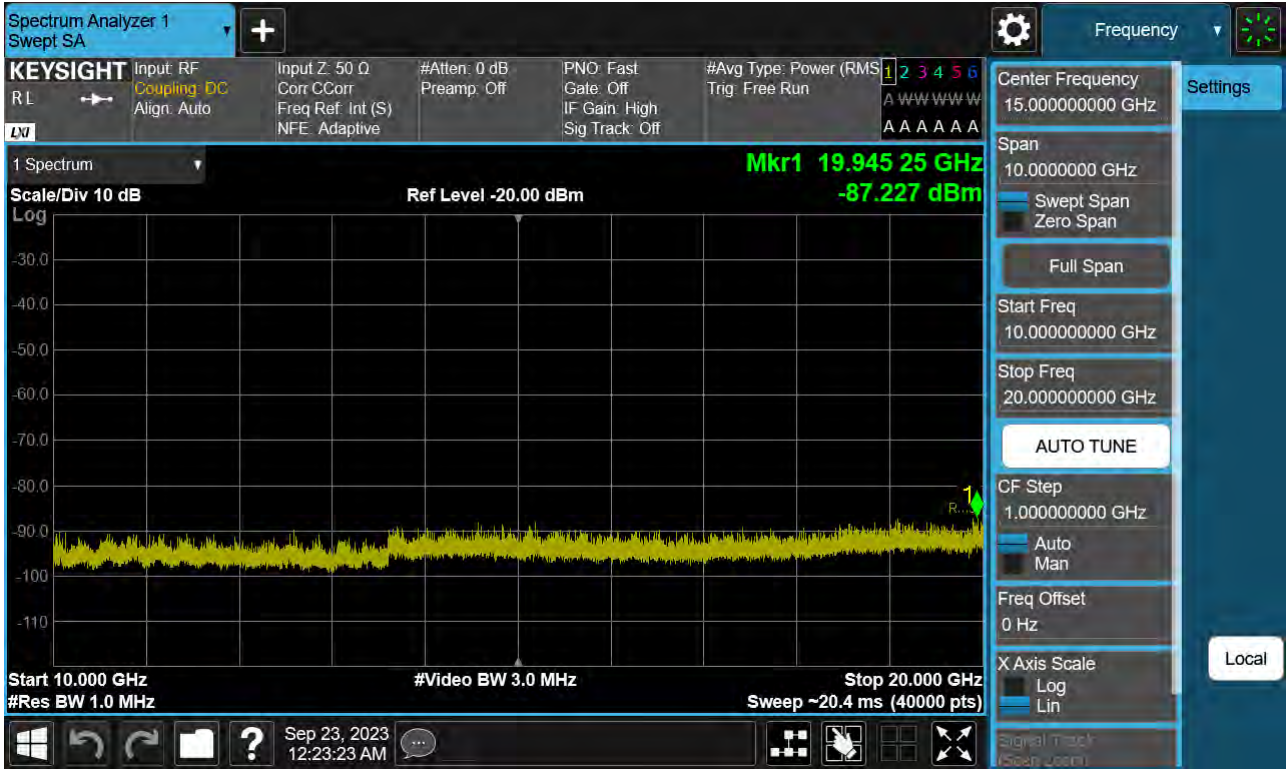 Spectrum Analyzer 1
Swept SA
Frequency
KEYSIGHT
R L
LXI
Input: RF
Coupling: DC
Align: Auto
Input Z: 50 Ω
Corr CCorr
Freq Ref: Int (S)
NFE: Adaptive
#Atten: 0 dB
Preamp: Off
PNO: Fast
Gate: Off
IF Gain: High
Sig Track: Off
#Avg Type: Power (RMS
Trig: Free Run
1 2 3 4 5 6
A W W W W W
A A A A A A
1 Spectrum
Scale/Div 10 dB
Log
Ref Level -20.00 dBm
Mkr1 19.945 25 GHz
-87.227 dBm
-30.0
-40.0
-50.0
-60.0
-70.0
-80.0
-90.0
-100
-110
1
Start 10.000 GHz
#Res BW 1.0 MHz
#Video BW 3.0 MHz
Stop 20.000 GHz
Sweep ~20.4 ms (40000 pts)
Center Frequency
15.000000000 GHz
Span
10.0000000 GHz
Swept Span
Zero Span
Full Span
Start Freq
10.000000000 GHz
Stop Freq
20.000000000 GHz
AUTO TUNE
CF Step
1.000000000 GHz
Auto
Man
Freq Offset
0 Hz
X Axis Scale
Log
Lin
Signal Track
(Span Zoom)
Settings
Local
?
Sep 23, 2023
12:23:23 AM